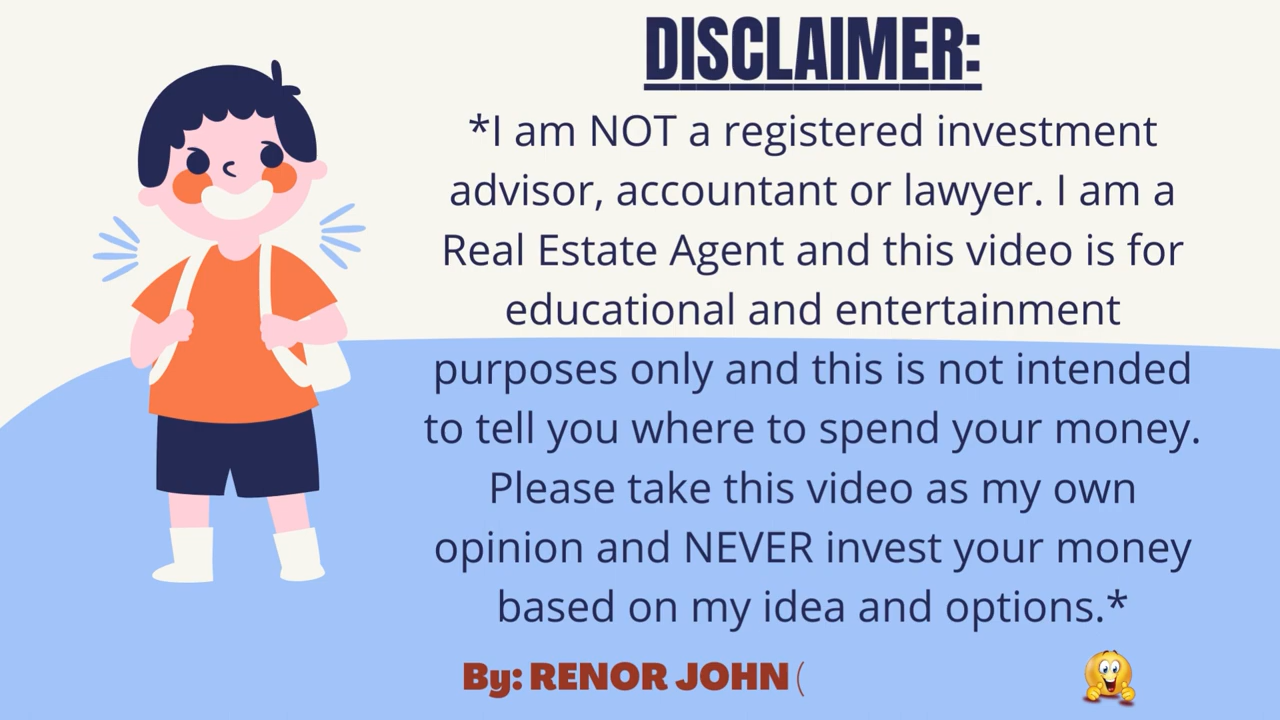 DISCLAIMER:
*I am NOT a registered investment
advisor, accountant or lawyer. I am a
Real Estate Agent and this video is for
educational and entertainment
purposes only and this is not intended
to tell you where to spend your money.
Please take this video as my own
opinion and NEVER invest your money
based on my idea and options.*
By: RENOR JOHN (